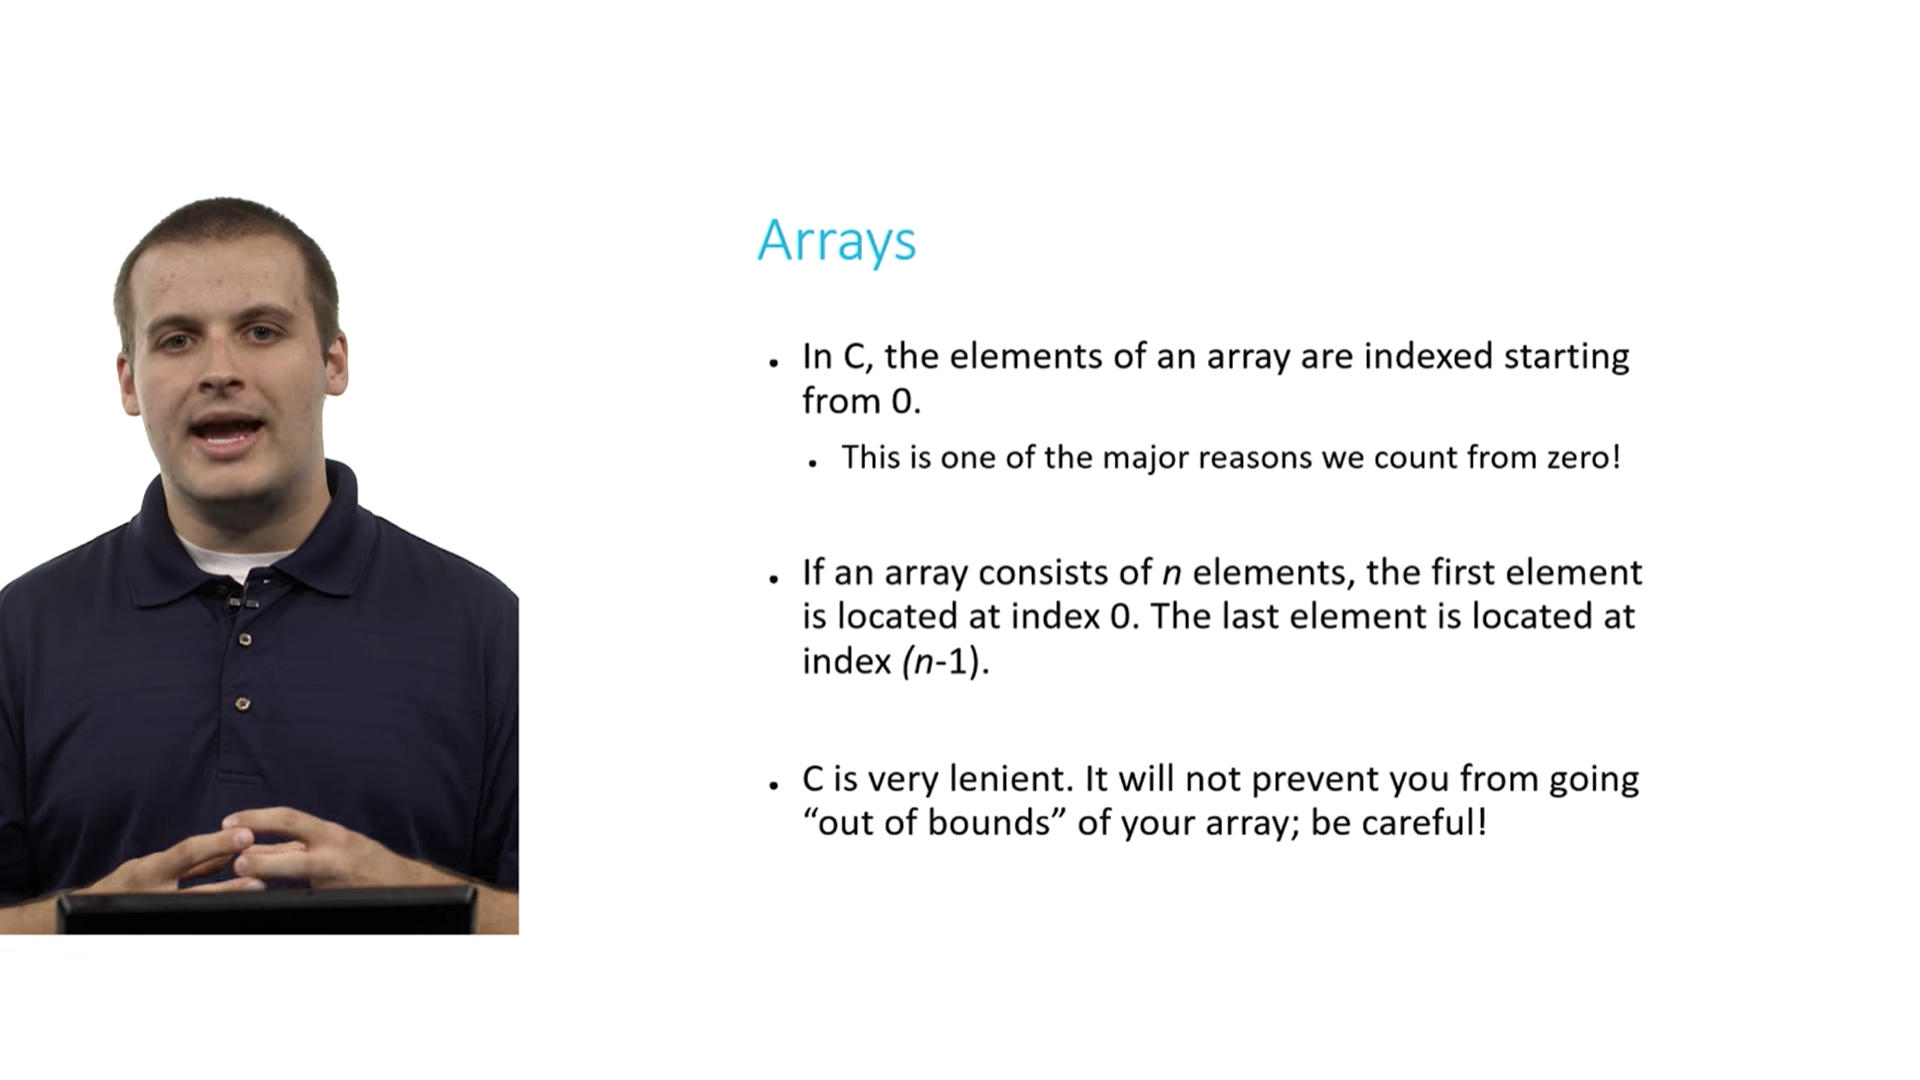 Arrays
• In C, the elements of an array are indexed starting
from 0.
• This is one of the major reasons we count from zero!
• If an array consists of n elements, the first element
is located at index 0. The last element is located at
index (n-1).
• C is very lenient. It will not prevent you from going
“out of bounds” of your array; be careful!